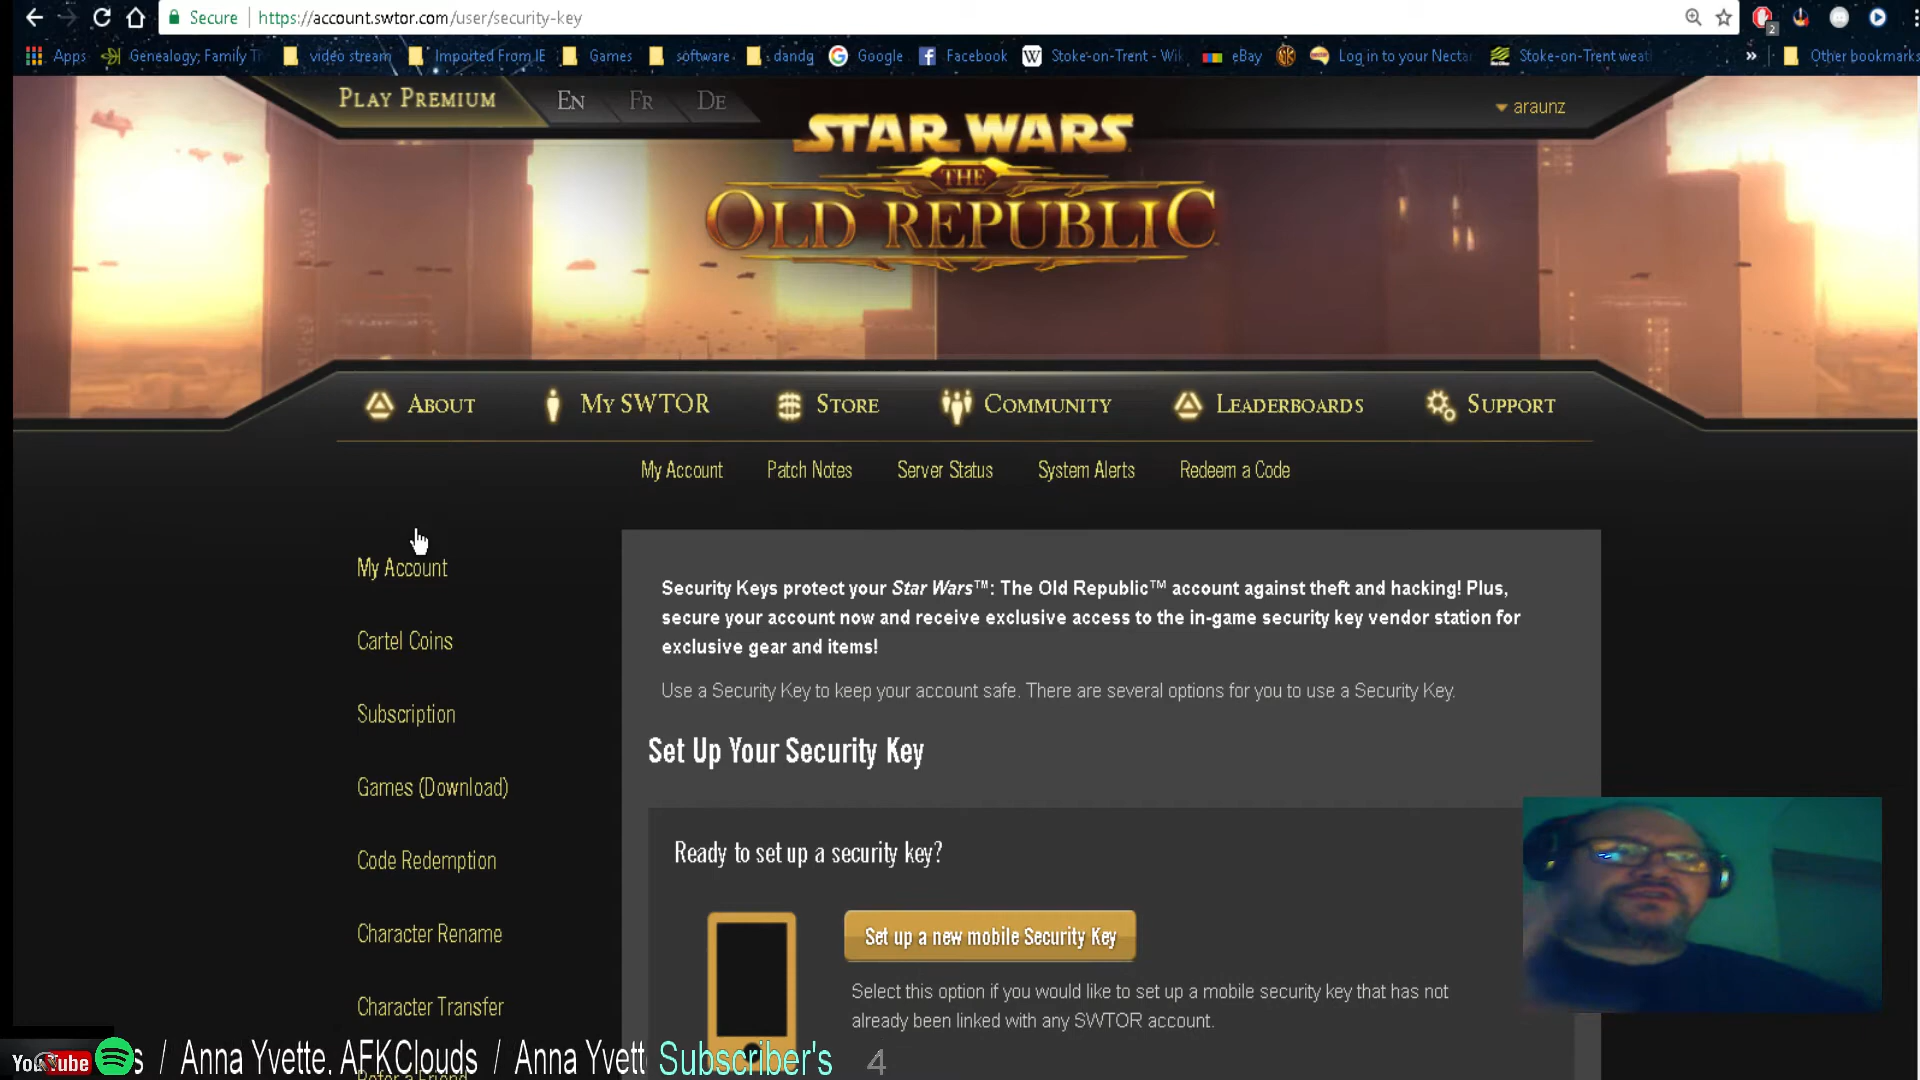 Secure https://account.swtor.com/user/security-key
2
Apps Genealogy; Family T video stream Imported From IE Games software dandg Google Facebook Stoke-on-Trent - Wik eBay Log in to your Necta Stoke-on-Trent weat » Other bookmarks
PLAY PREMIUM EN FR DE araunz
STAR WARS
THE
OLD REPUBLIC
ABOUT MY SWTOR STORE COMMUNITY LEADERBOARDS SUPPORT
My Account Patch Notes Server Status System Alerts Redeem a Code
My Account
Cartel Coins
Subscription
Games (Download)
Code Redemption
Character Rename
Character Transfer
Refer a Friend
Security Keys protect your Star Wars™: The Old Republic™ account against theft and hacking! Plus,
secure your account now and receive exclusive access to the in-game security key vendor station for
exclusive gear and items!
Use a Security Key to keep your account safe. There are several options for you to use a Security Key.
Set Up Your Security Key
Ready to set up a security key?
Set up a new mobile Security Key
Select this option if you would like to set up a mobile security key that has not
already been linked with any SWTOR account.
YouTube s / Anna Yvette, AFKClouds / Anna Yvett Subscriber's 4